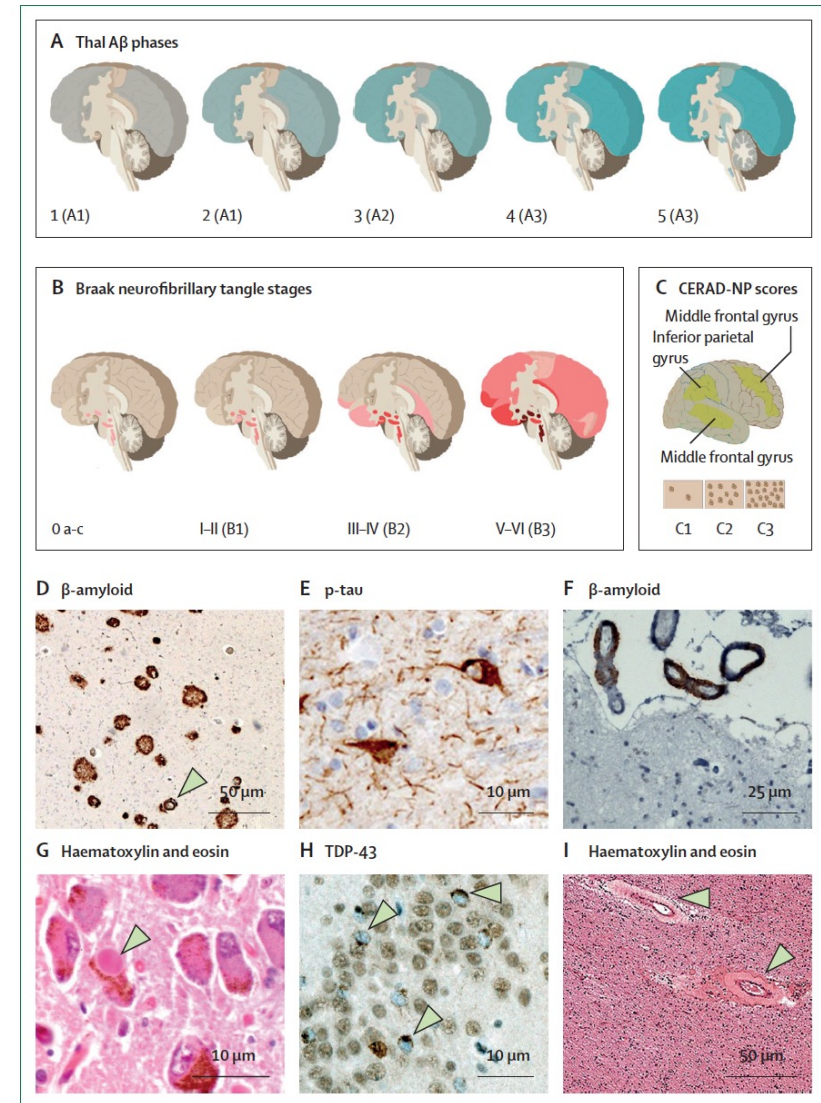 A Thal Aβ phases
1 (A1)
2 (A1)
3 (A2)
4 (A3)
5 (A3)
B Braak neurofibrillary tangle stages
0 a-c
I–II (B1)
III–IV (B2)
V–VI (B3)
C CERAD-NP scores
Middle frontal gyrus
Inferior parietal
gyrus
Middle frontal gyrus
C1 C2 C3
D β-amyloid
50 μm
E p-tau
10 μm
F β-amyloid
25 μm
G Haematoxylin and eosin
10 μm
H TDP-43
10 μm
I Haematoxylin and eosin
50 μm